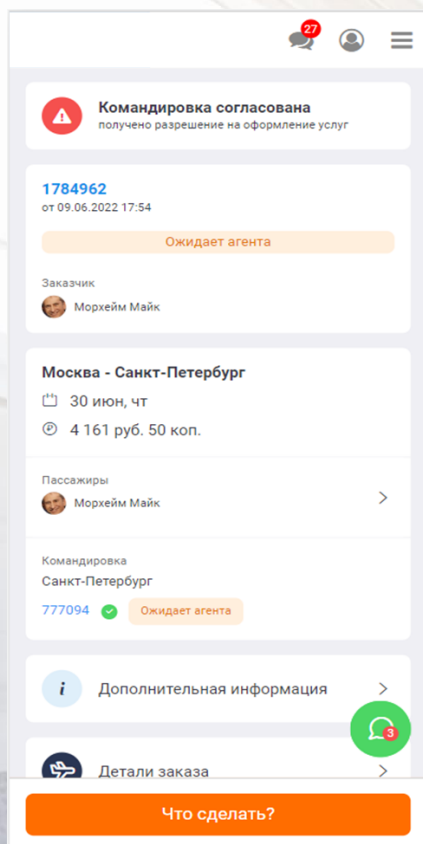 27
Командировка согласована
получено разрешение на оформление услуг
1784962
от 09.06.2022 17:54
Ожидает агента
Заказчик
Морхейм Майк
Москва - Санкт-Петербург
30 июн, чт
4 161 руб. 50 коп.
Пассажиры
Морхейм Майк
Командировка
Санкт-Петербург
777094 Ожидает агента
i Дополнительная информация
3
Детали заказа
Что сделать?